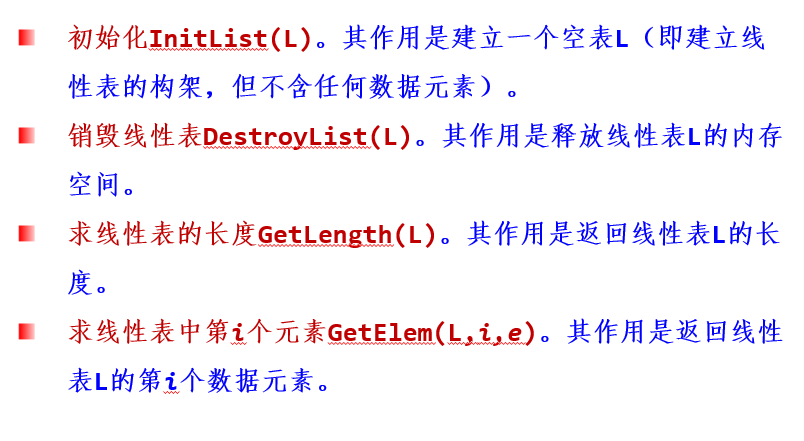 初始化InitList(L)。其作用是建立一个空表L（即建立线
性表的构架，但不含任何数据元素）。
销毁线性表DestroyList(L)。其作用是释放线性表L的内存
空间。
求线性表的长度GetLength(L)。其作用是返回线性表L的长
度。
求线性表中第i个元素GetElem(L,i,e)。其作用是返回线性
表L的第i个数据元素。